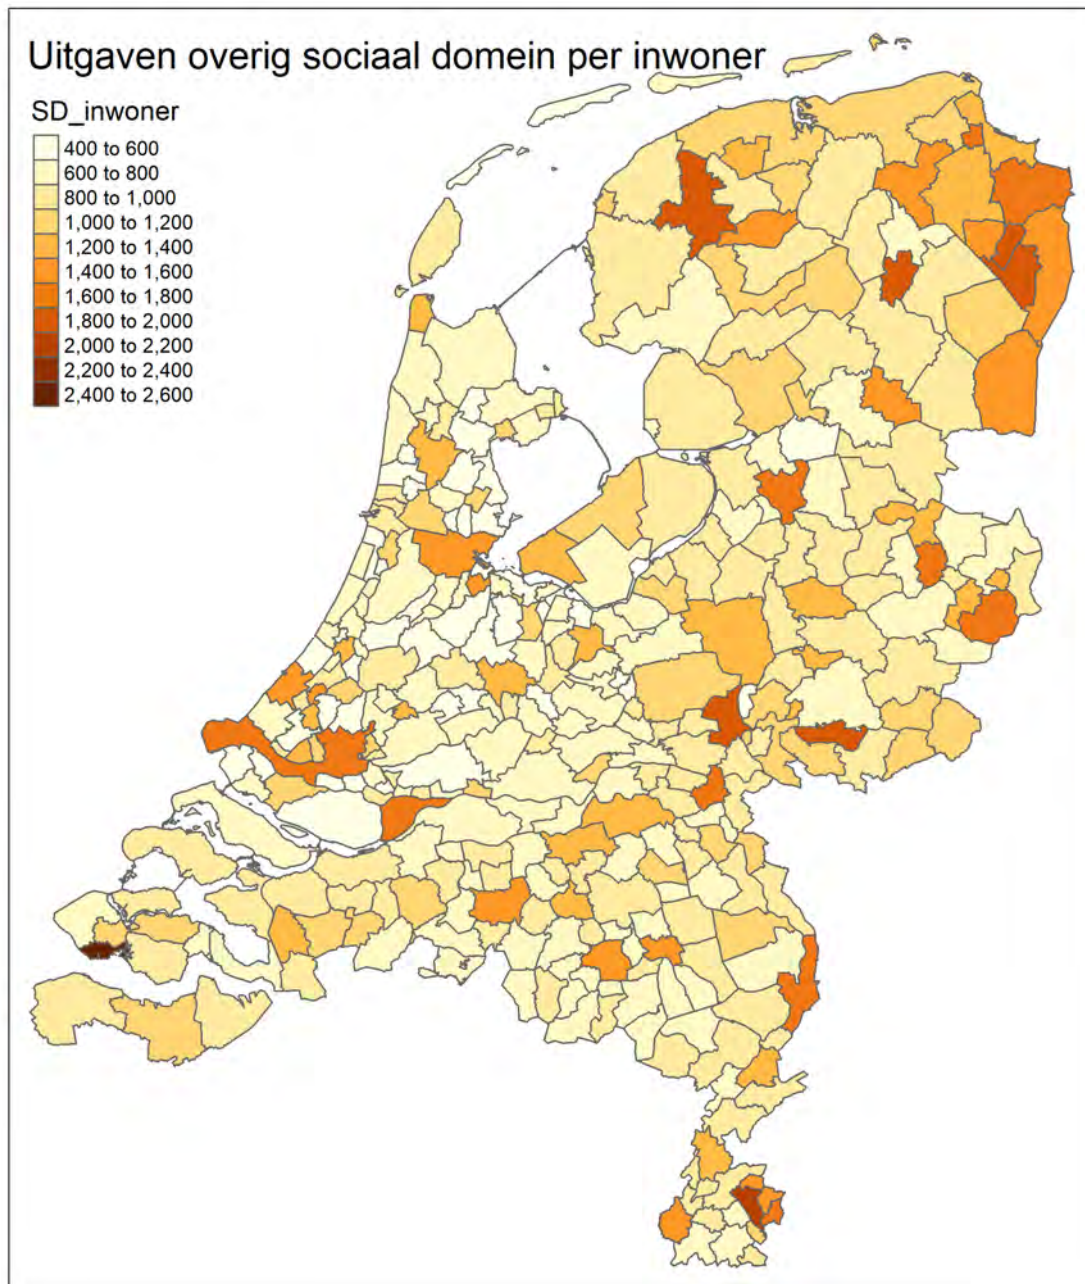 Uitgaven overig sociaal domein per inwoner
SD_inwoner
400 to 600
600 to 800
800 to 1,000
1,000 to 1,200
1,200 to 1,400
1,400 to 1,600
1,600 to 1,800
1,800 to 2,000
2,000 to 2,200
2,200 to 2,400
2,400 to 2,600